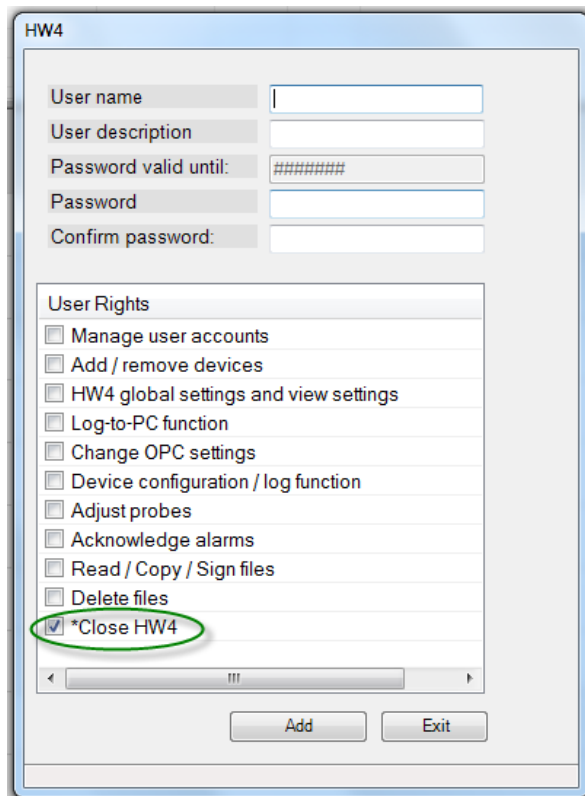 HW4
User name
User description
Password valid until: #######
Password
Confirm password:
User Rights
Manage user accounts
Add / remove devices
HW4 global settings and view settings
Log-to-PC function
Change OPC settings
Device configuration / log function
Adjust probes
Acknowledge alarms
Read / Copy / Sign files
Delete files
*Close HW4
Add Exit